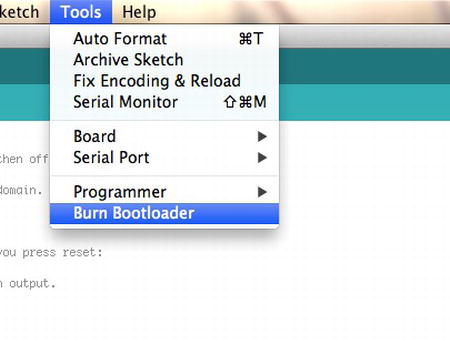 ketch Tools Help
Auto Format ⌘T
Archive Sketch
Fix Encoding & Reload
Serial Monitor ⇧⌘M
Board ▶
Serial Port ▶
then off
domain.
Programmer ▶
Burn Bootloader
you press reset:
n output.